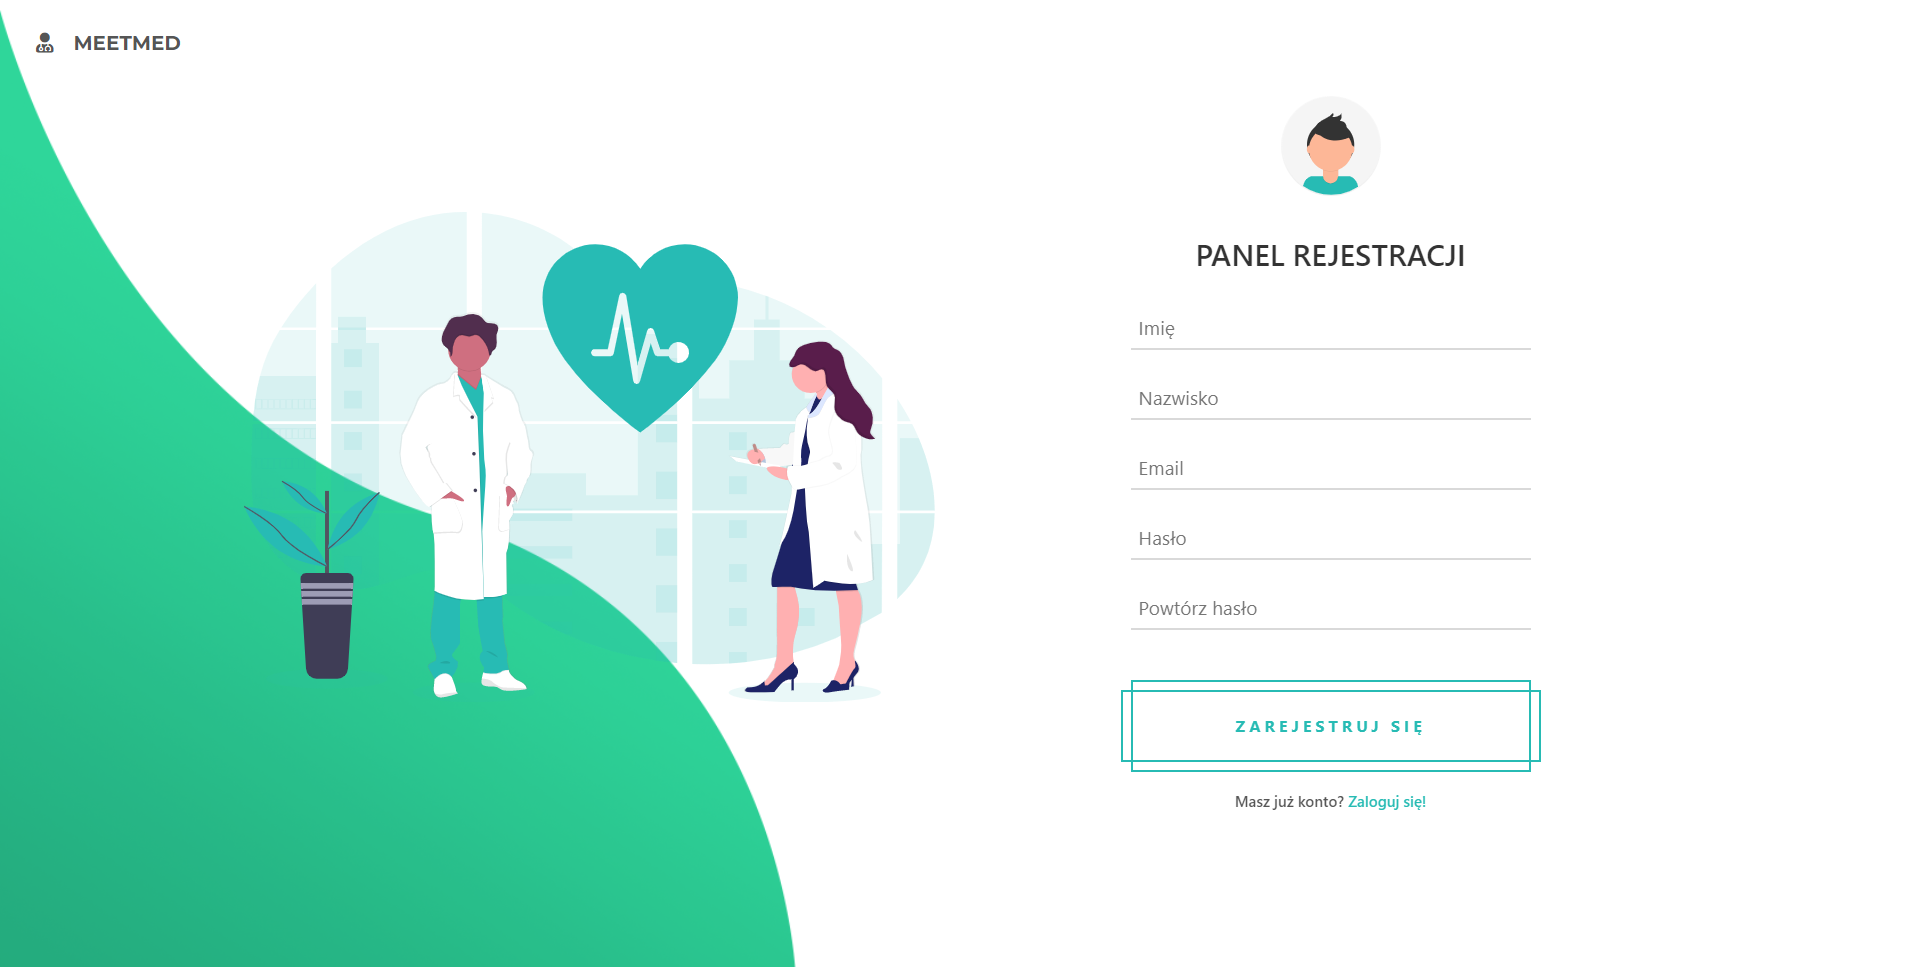 MEETMED
PANEL REJESTRACJI
Imię
Nazwisko
Email
Hasło
Powtórz hasło
ZAREJESTRUJ SIĘ
Masz już konto? Zaloguj się!